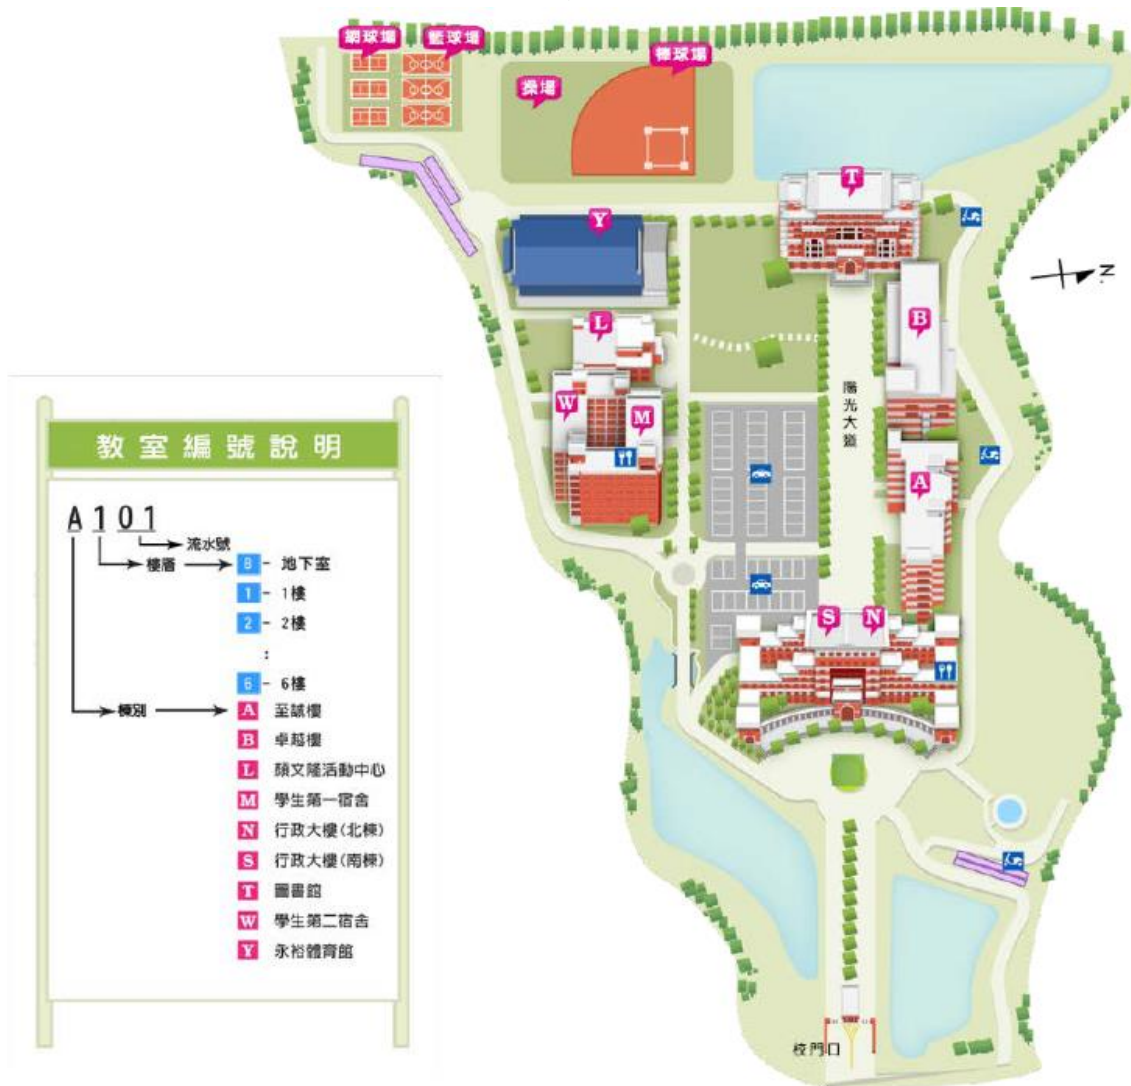 網球場
籃球場
棒球場
操場
T
Y
N
B
L
陽光大道
W
M
A
S
N
校門口
教室編號說明
A101
流水號
樓層
B - 地下室
1 - 1樓
2 - 2樓
:
6 - 6樓
棟別
A 至誠樓
B 卓越樓
L 顏文隆活動中心
M 學生第一宿舍
N 行政大樓(北棟)
S 行政大樓(南棟)
T 圖書館
W 學生第二宿舍
Y 永裕體育館